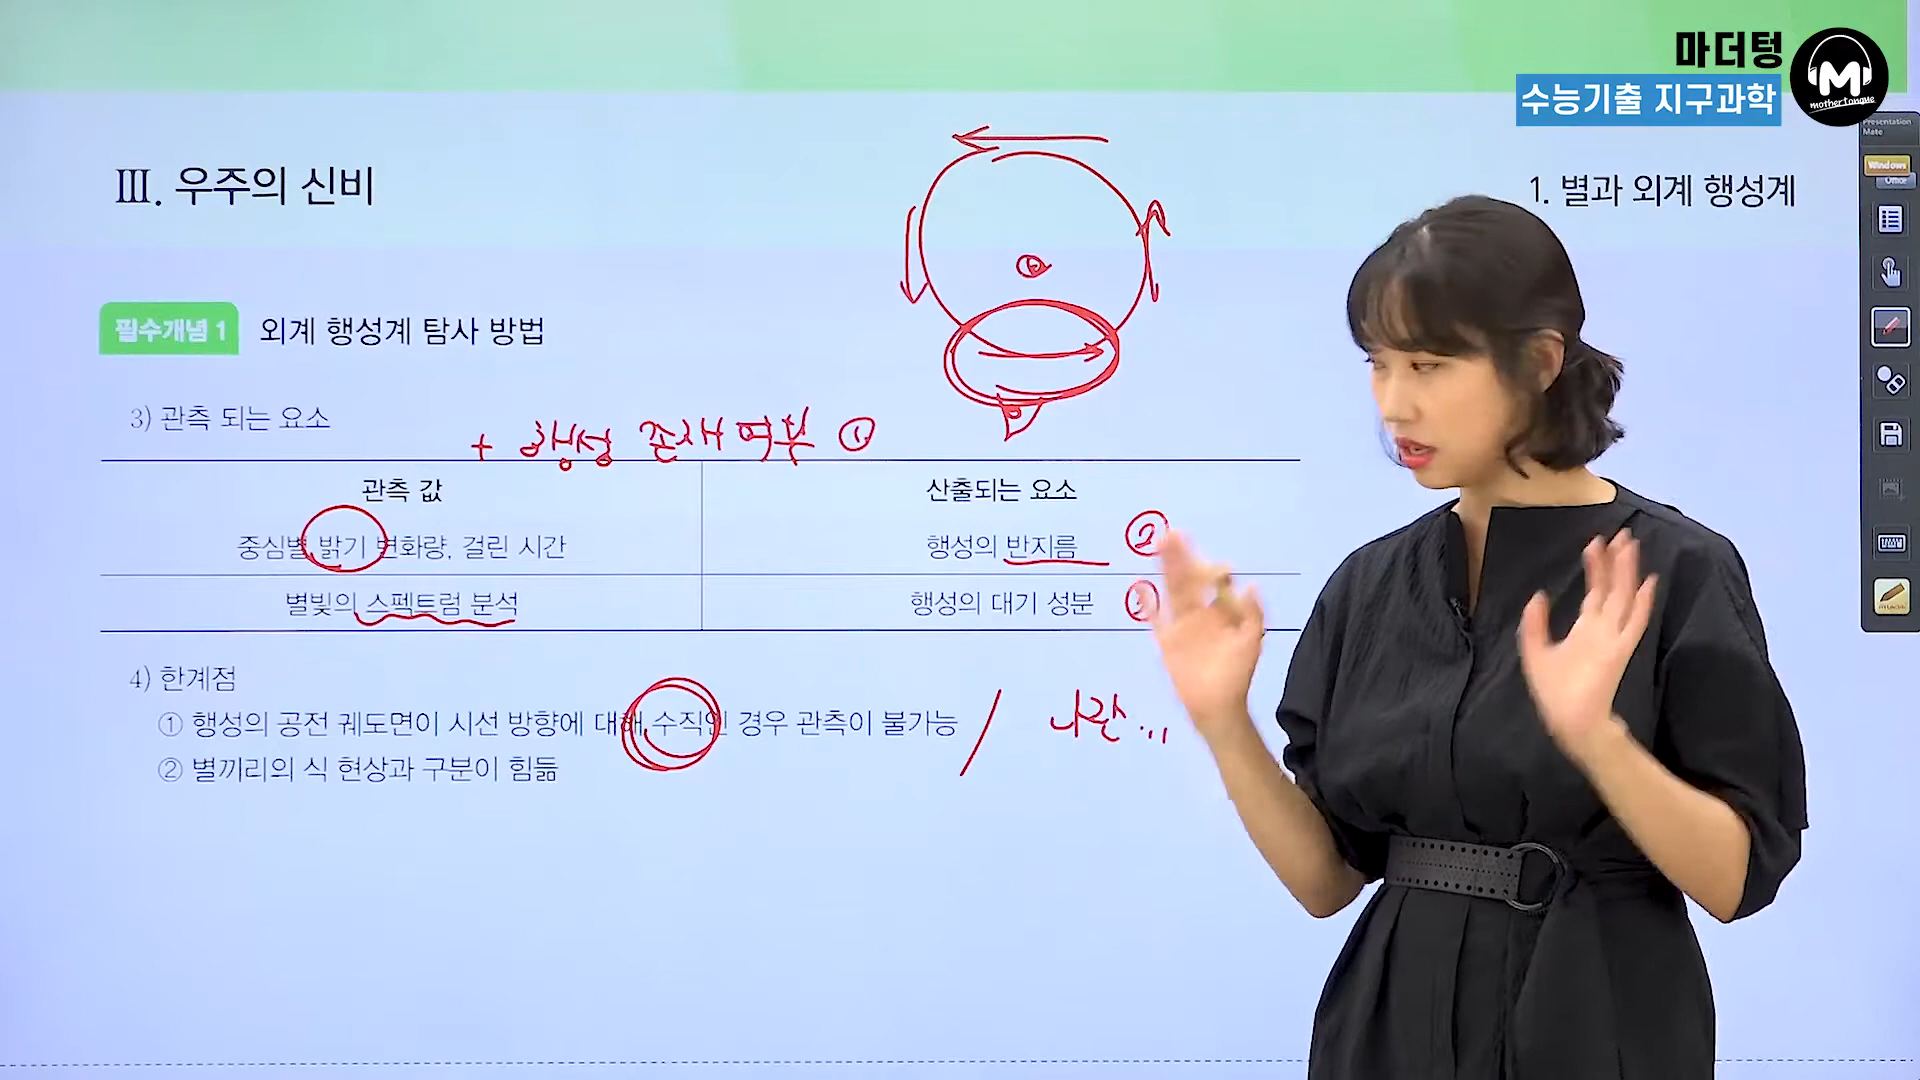 마더텅
수능기출 지구과학
M
mothertongue
Presentation
Mate
Windows
Office
Ⅲ. 우주의 신비
1. 별과 외계 행성계
필수개념 1
외계 행성계 탐사 방법
3) 관측 되는 요소
+ 행성 존재 여부 ①
관측 값
산출되는 요소
중심별 밝기 변화량, 걸린 시간
행성의 반지름 ②
별빛의 스펙트럼 분석
행성의 대기 성분 ③
4) 한계점
① 행성의 공전 궤도면이 시선 방향에 대해 수직인 경우 관측이 불가능 / 나란...
② 별끼리의 식 현상과 구분이 힘듦